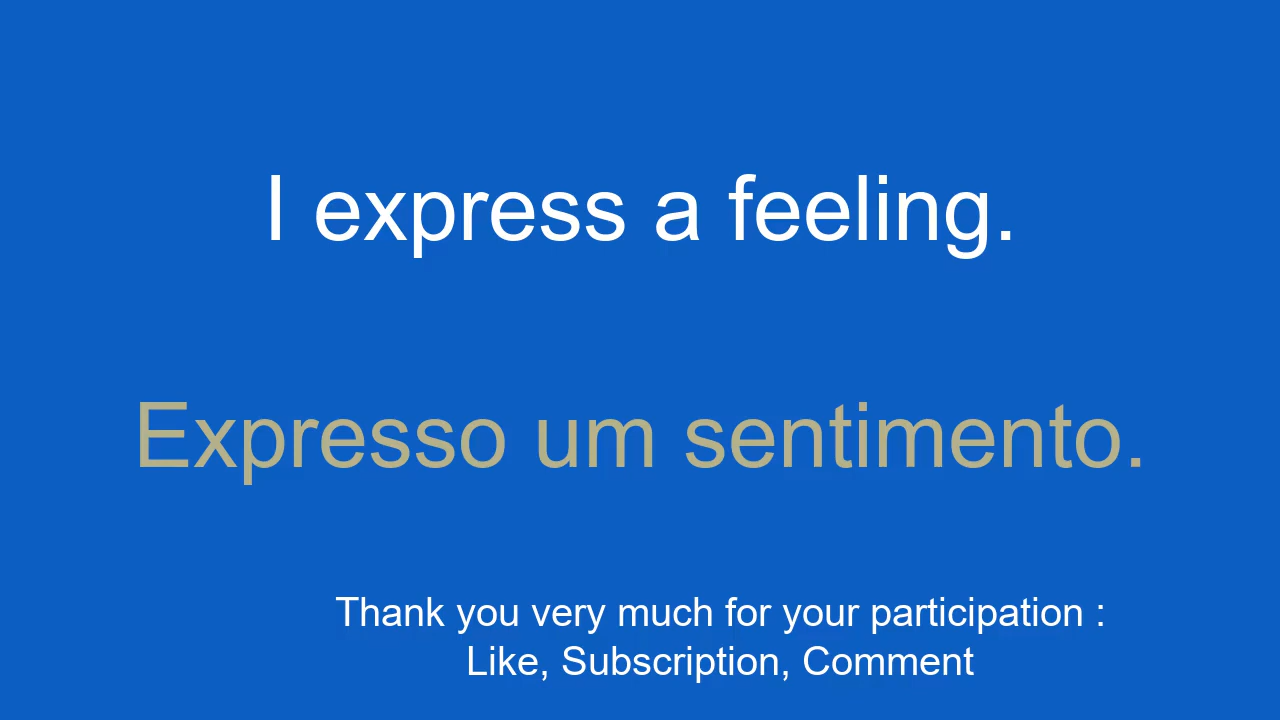 I express a feeling.
Expresso um sentimento.
Thank you very much for your participation :
Like, Subscription, Comment